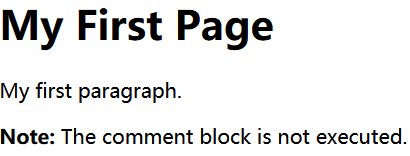 My First Page
My first paragraph.
Note: The comment block is not executed.